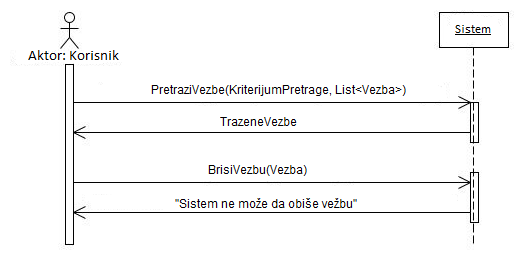 Sistem
Aktor: Korisnik
PretraziVezbe(KriterijumPretrage, List<Vezba>)
TrazeneVezbe
BrisiVezbu(Vezba)
"Sistem ne može da obiše vežbu"